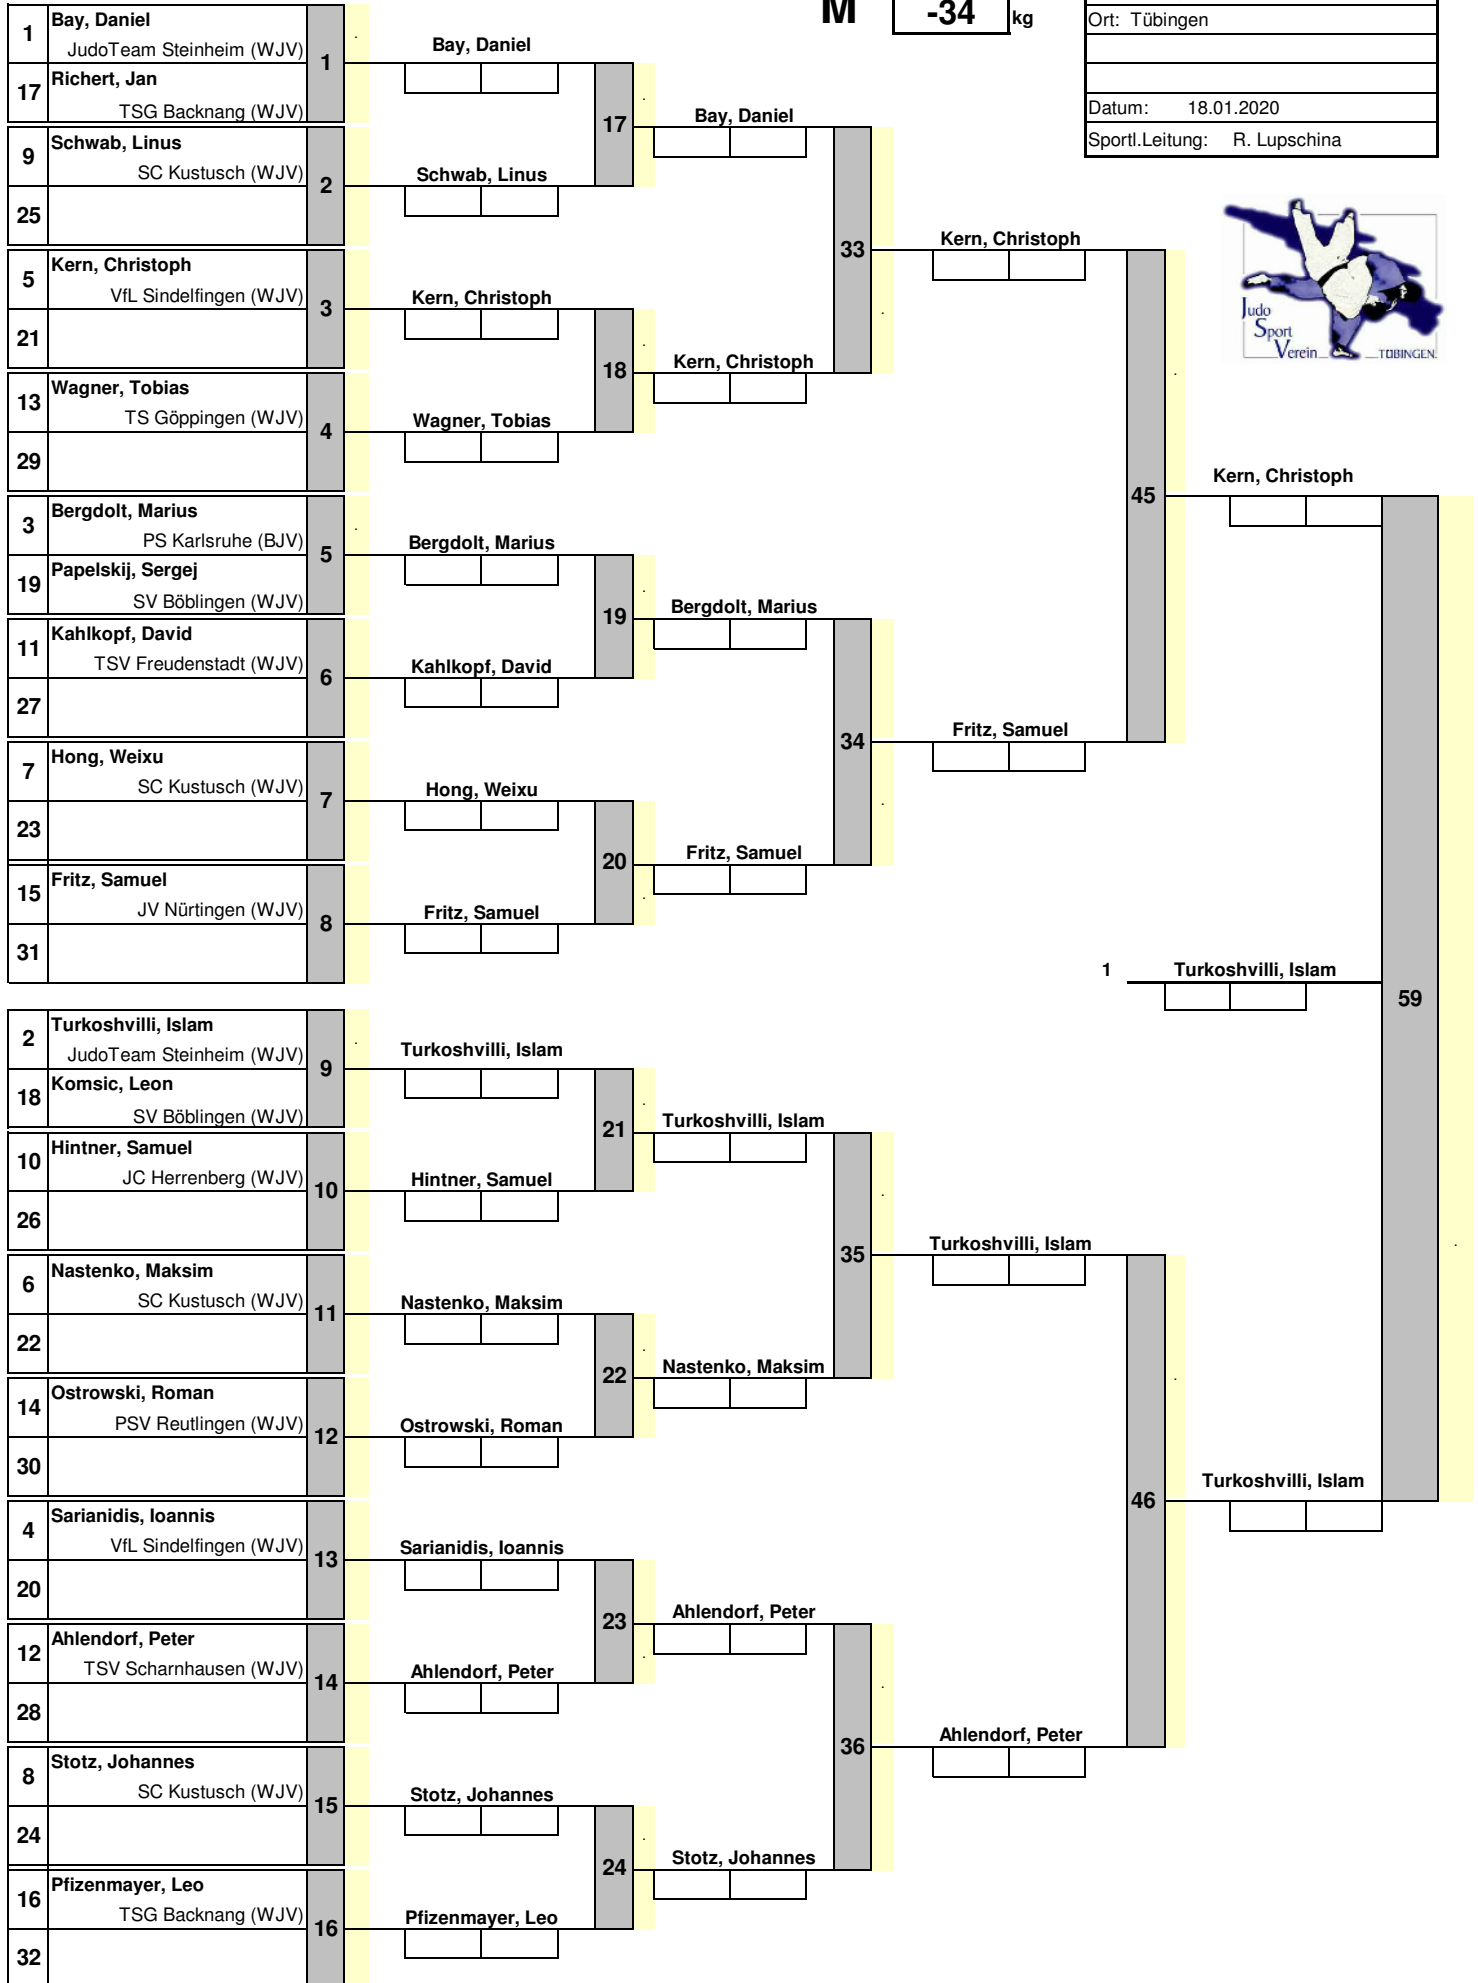 M -34 kg
Ort: Tübingen
Datum: 18.01.2020
Sportl.Leitung: R. Lupschina
Judo
Sport
Verein TÜBINGEN
1 Bay, Daniel
JudoTeam Steinheim (WJV)
17 Richert, Jan
TSG Backnang (WJV)
1
9 Schwab, Linus
SC Kustusch (WJV)
25
2
5 Kern, Christoph
VfL Sindelfingen (WJV)
21
3
13 Wagner, Tobias
TS Göppingen (WJV)
29
4
3 Bergdolt, Marius
PS Karlsruhe (BJV)
19 Papelskij, Sergej
SV Böblingen (WJV)
5
11 Kahlkopf, David
TSV Freudenstadt (WJV)
27
6
7 Hong, Weixu
SC Kustusch (WJV)
23
7
15 Fritz, Samuel
JV Nürtingen (WJV)
31
8
2 Turkoshvilli, Islam
JudoTeam Steinheim (WJV)
18 Komsic, Leon
SV Böblingen (WJV)
9
10 Hintner, Samuel
JC Herrenberg (WJV)
26
10
6 Nastenko, Maksim
SC Kustusch (WJV)
22
11
14 Ostrowski, Roman
PSV Reutlingen (WJV)
30
12
4 Sarianidis, Ioannis
VfL Sindelfingen (WJV)
20
13
12 Ahlendorf, Peter
TSV Scharnhausen (WJV)
28
14
8 Stotz, Johannes
SC Kustusch (WJV)
24
15
16 Pfizenmayer, Leo
TSG Backnang (WJV)
32
16
Bay, Daniel
17
Schwab, Linus
Kern, Christoph
18
Wagner, Tobias
Bergdolt, Marius
19
Kahlkopf, David
Hong, Weixu
20
Fritz, Samuel
Turkoshvilli, Islam
21
Hintner, Samuel
Nastenko, Maksim
22
Ostrowski, Roman
Sarianidis, Ioannis
23
Ahlendorf, Peter
Stotz, Johannes
24
Pfizenmayer, Leo
Bay, Daniel
33
Kern, Christoph
Bergdolt, Marius
34
Fritz, Samuel
Turkoshvilli, Islam
35
Nastenko, Maksim
Ahlendorf, Peter
36
Stotz, Johannes
Kern, Christoph
45
Fritz, Samuel
Turkoshvilli, Islam
46
Ahlendorf, Peter
Kern, Christoph
1 Turkoshvilli, Islam
59
Turkoshvilli, Islam